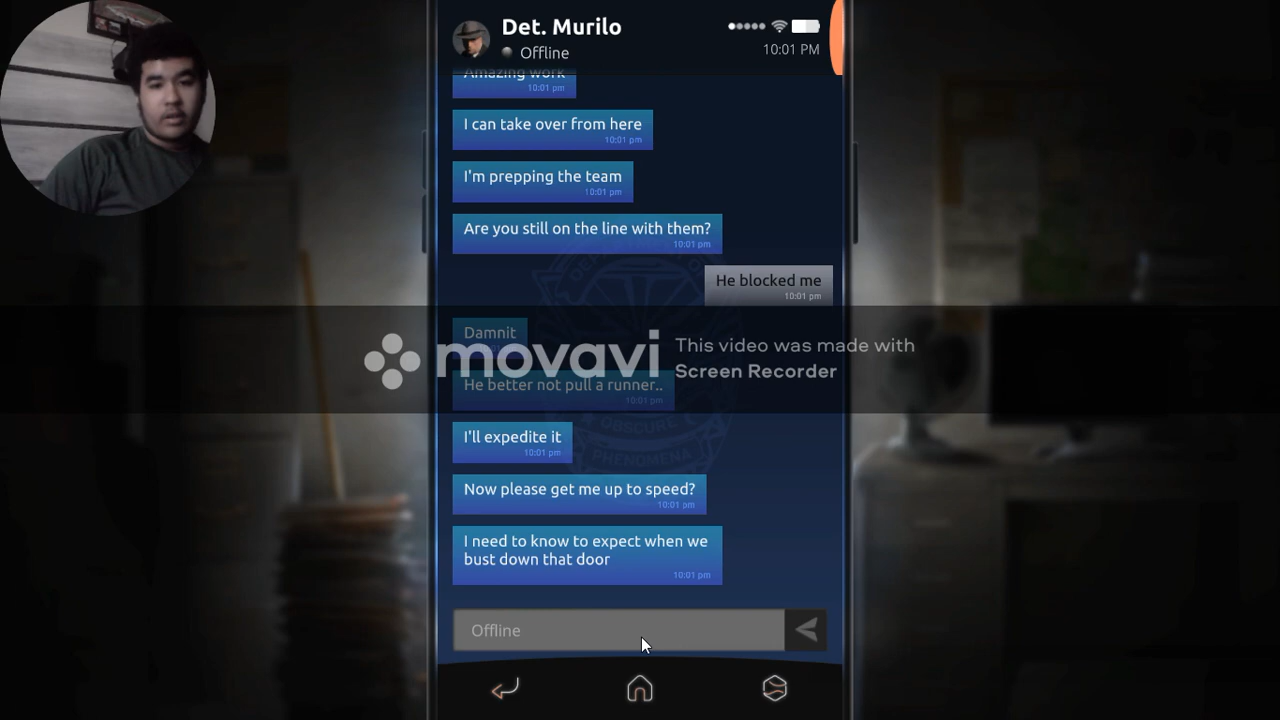 Det. Murilo
Offline
10:01 PM
Amazing work
10:01 pm
I can take over from here
10:01 pm
I'm prepping the team
10:01 pm
Are you still on the line with them?
10:01 pm
He blocked me
10:01 pm
Damnit
movavi
This video was made with
Screen Recorder
He better not pull a runner..
10:01 pm
OBSCURE
PHENOMENA
I'll expedite it
10:01 pm
Now please get me up to speed?
10:01 pm
I need to know to expect when we
bust down that door
10:01 pm
Offline